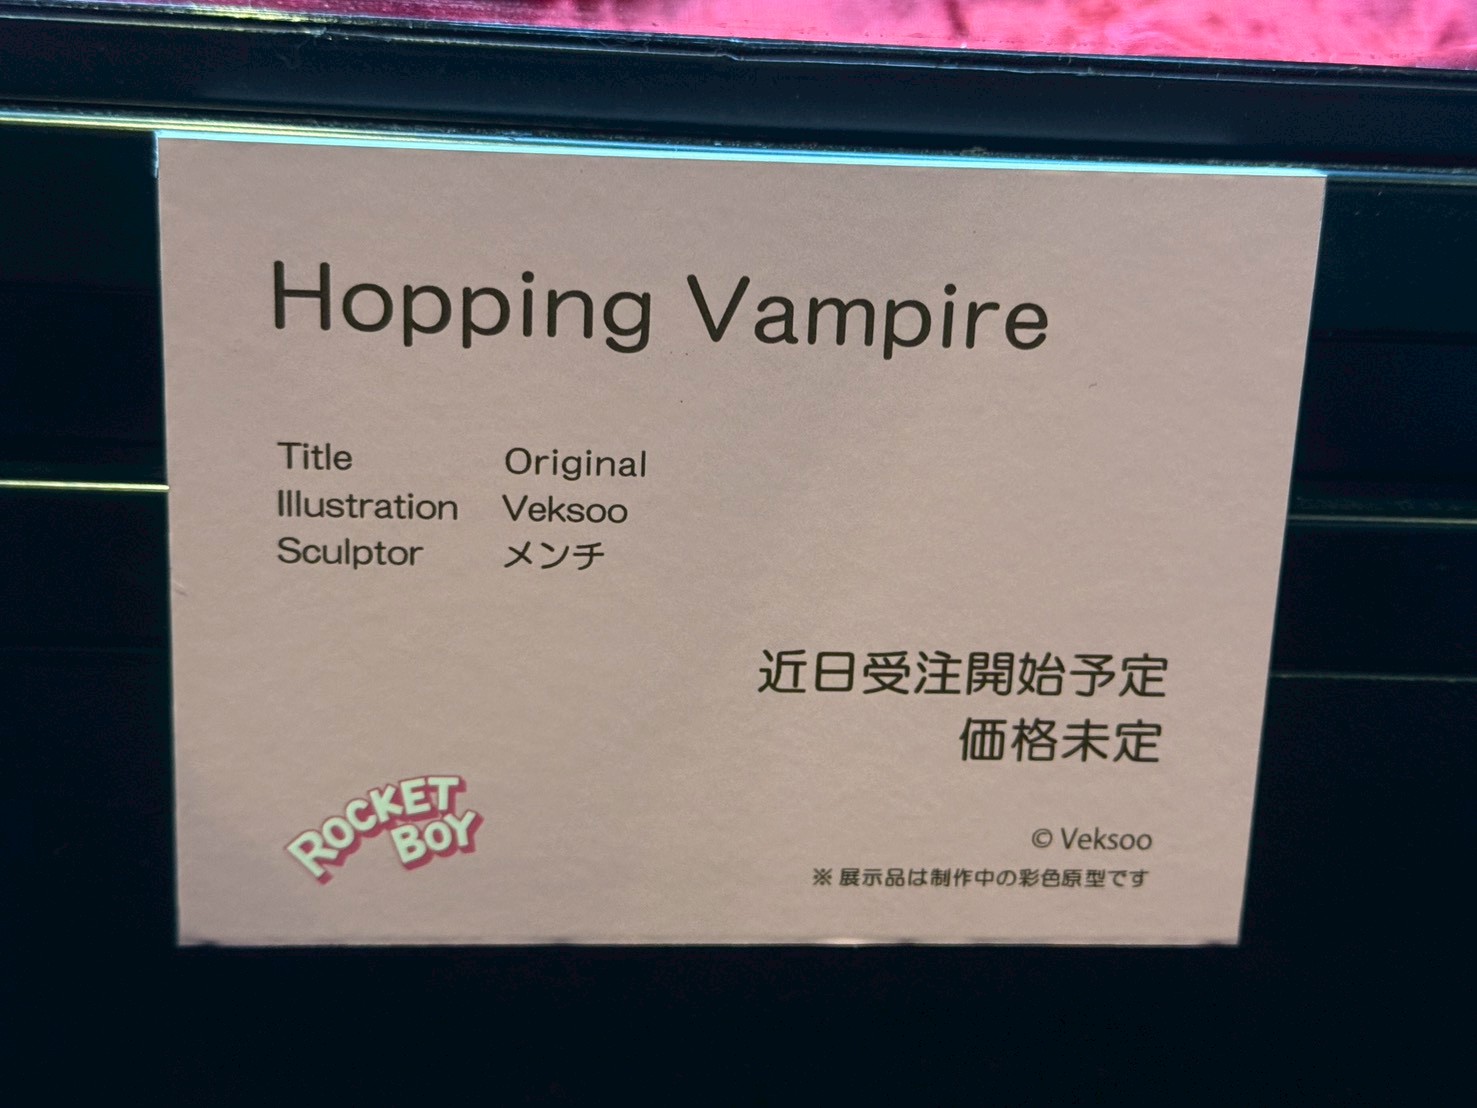 Hopping Vampire
Title Original
Illustration Veksoo
Sculptor メンチ
近日受注開始予定
価格未定
ROCKET
BOY
© Veksoo
※ 展示品は制作中の彩色原型です